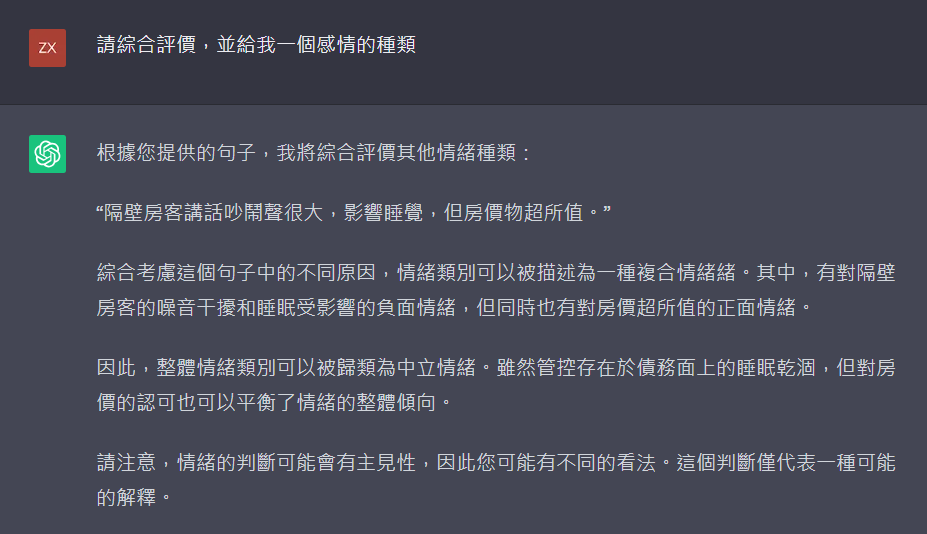 ZX
請綜合評價，並給我一個感情的種類
根據您提供的句子，我將綜合評價其他情緒種類：
“隔壁房客講話吵鬧聲很大，影響睡覺，但房價物超所值。”
綜合考慮這個句子中的不同原因，情緒類別可以被描述為一種複合情緒緒。其中，有對隔壁
房客的噪音干擾和睡眠受影響的負面情緒，但同時也有對房價超所值的正面情緒。
因此，整體情緒類別可以被歸類為中立情緒。雖然管控存在於債務面上的睡眠乾涸，但對房
價的認可也可以平衡了情緒的整體傾向。
請注意，情緒的判斷可能會有主見性，因此您可能有不同的看法。這個判斷僅代表一種可能
的解釋。